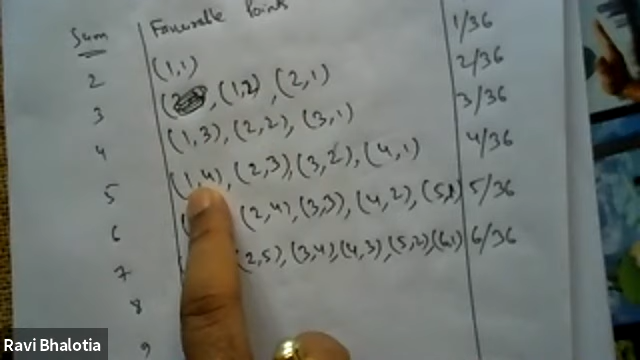 Sum Favourable Points
2 (1,1) 1/36
3 (1,2), (2,1) 2/36
4 (1,3), (2,2), (3,1) 3/36
5 (1,4), (2,3), (3,2), (4,1) 4/36
6 (2,4), (3,3), (4,2), (5,1) 5/36
7 (2,5), (3,4), (4,3), (5,2) (6,1) 6/36
8
9
Ravi Bhalotia